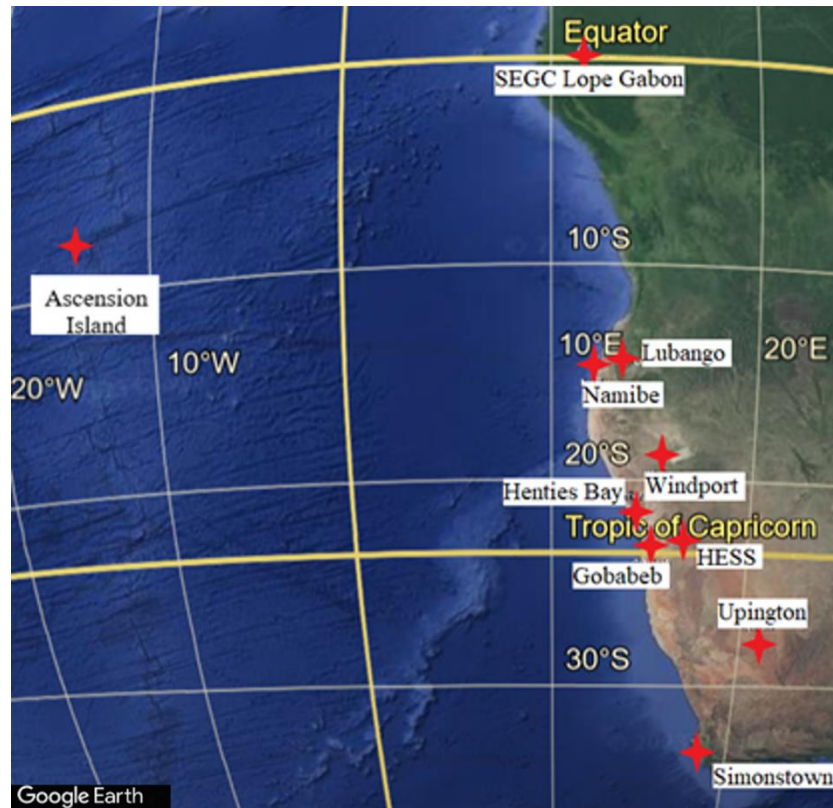 Equator
SEGC Lope Gabon
10°S
Ascension
Island
10°E
Lubango
20°E
10°W
20°W
Namibe
20°S
Henties Bay
Windport
Tropic of Capricorn
Gobabeb
HESS
Upington
30°S
Simonstown
Google Earth